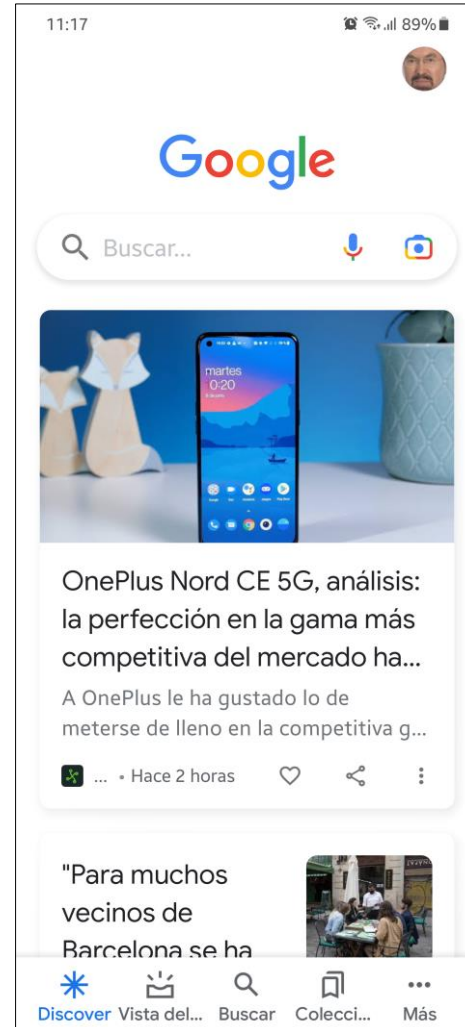 11:17
89%
Google
Buscar...
martes
0:20
OnePlus Nord CE 5G, análisis:
la perfección en la gama más
competitiva del mercado ha...
A OnePlus le ha gustado lo de
meterse de lleno en la competitiva g...
... • Hace 2 horas
"Para muchos
vecinos de
Barcelona se ha
Discover Vista del... Buscar Colecci... Más